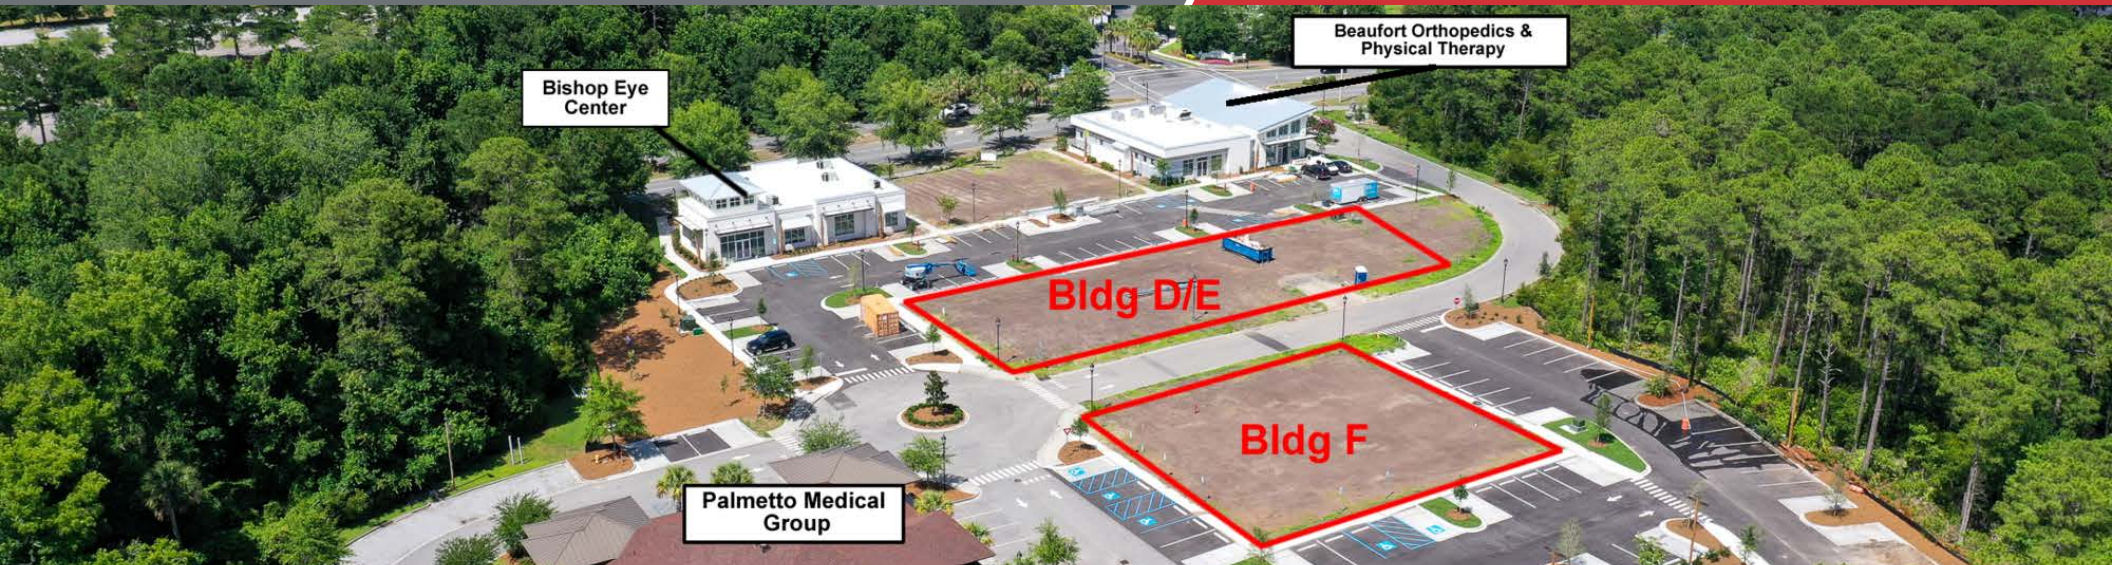 Beaufort Orthopedics &
Physical Therapy
Bishop Eye
Center
Bldg D/E
Bldg F
Palmetto Medical
Group